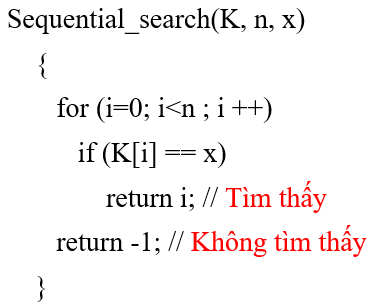 Sequential_search(K, n, x)
{
for (i=0; i<n ; i ++)
if (K[i] == x)
return i; // Tìm thấy
return -1; // Không tìm thấy
}